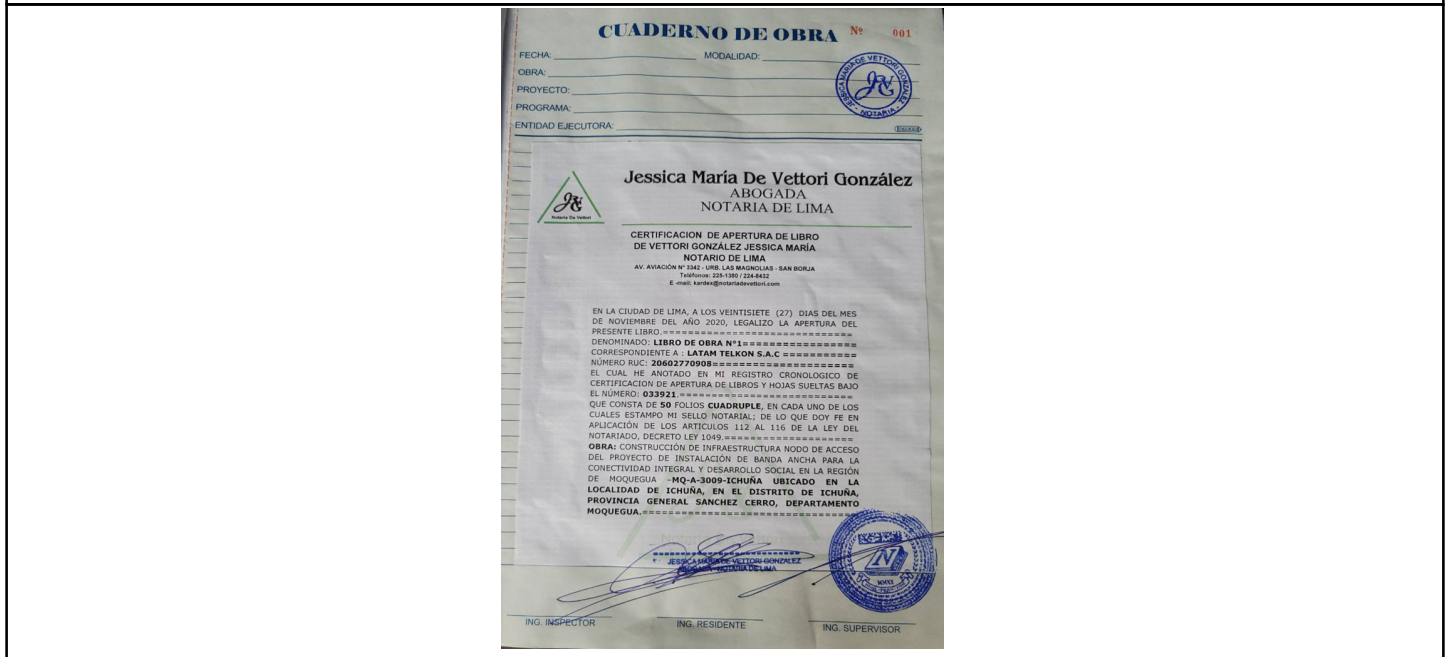 CUADERNO DE OBRA Nº 001
FECHA: MODALIDAD:
OBRA:
PROYECTO:
PROGRAMA:
ENTIDAD EJECUTORA:
JESSICA MARIA DE VETTORI GONZALEZ
- NOTARIA -
Jessica María De Vettori González
ABOGADA
NOTARIA DE LIMA
Notaria De Vettori
CERTIFICACION DE APERTURA DE LIBRO
DE VETTORI GONZÁLEZ JESSICA MARÍA
NOTARIO DE LIMA
AV. AVIACIÓN Nº 3342 - URB. LAS MAGNOLIAS - SAN BORJA
Teléfonos: 225-1380 / 224-8432
E -mail: kardex@notariadevettori.com
EN LA CIUDAD DE LIMA, A LOS VEINTISIETE (27) DIAS DEL MES
DE NOVIEMBRE DEL AÑO 2020, LEGALIZO LA APERTURA DEL
PRESENTE LIBRO.=============================
DENOMINADO: LIBRO DE OBRA N°1=================
CORRESPONDIENTE A : LATAM TELKON S.A.C ===========
NÚMERO RUC: 20602770908=====================
EL CUAL HE ANOTADO EN MI REGISTRO CRONOLOGICO DE
CERTIFICACION DE APERTURA DE LIBROS Y HOJAS SUELTAS BAJO
EL NÚMERO: 033921.==========================
QUE CONSTA DE 50 FOLIOS CUADRUPLE, EN CADA UNO DE LOS
CUALES ESTAMPO MI SELLO NOTARIAL; DE LO QUE DOY FE EN
APLICACIÓN DE LOS ARTICULOS 112 AL 116 DE LA LEY DEL
NOTARIADO, DECRETO LEY 1049.====================
OBRA: CONSTRUCCIÓN DE INFRAESTRUCTURA NODO DE ACCESO
DEL PROYECTO DE INSTALACIÓN DE BANDA ANCHA PARA LA
CONECTIVIDAD INTEGRAL Y DESARROLLO SOCIAL EN LA REGIÓN
DE MOQUEGUA -MQ-A-3009-ICHUÑA UBICADO EN LA
LOCALIDAD DE ICHUÑA, EN EL DISTRITO DE ICHUÑA,
PROVINCIA GENERAL SANCHEZ CERRO, DEPARTAMENTO
MOQUEGUA.=================================
JESSICA MARIA DE VETTORI GONZALEZ
ABOGADA - NOTARIA DE LIMA
N
MMXI
ING. INSPECTOR ING. RESIDENTE ING. SUPERVISOR